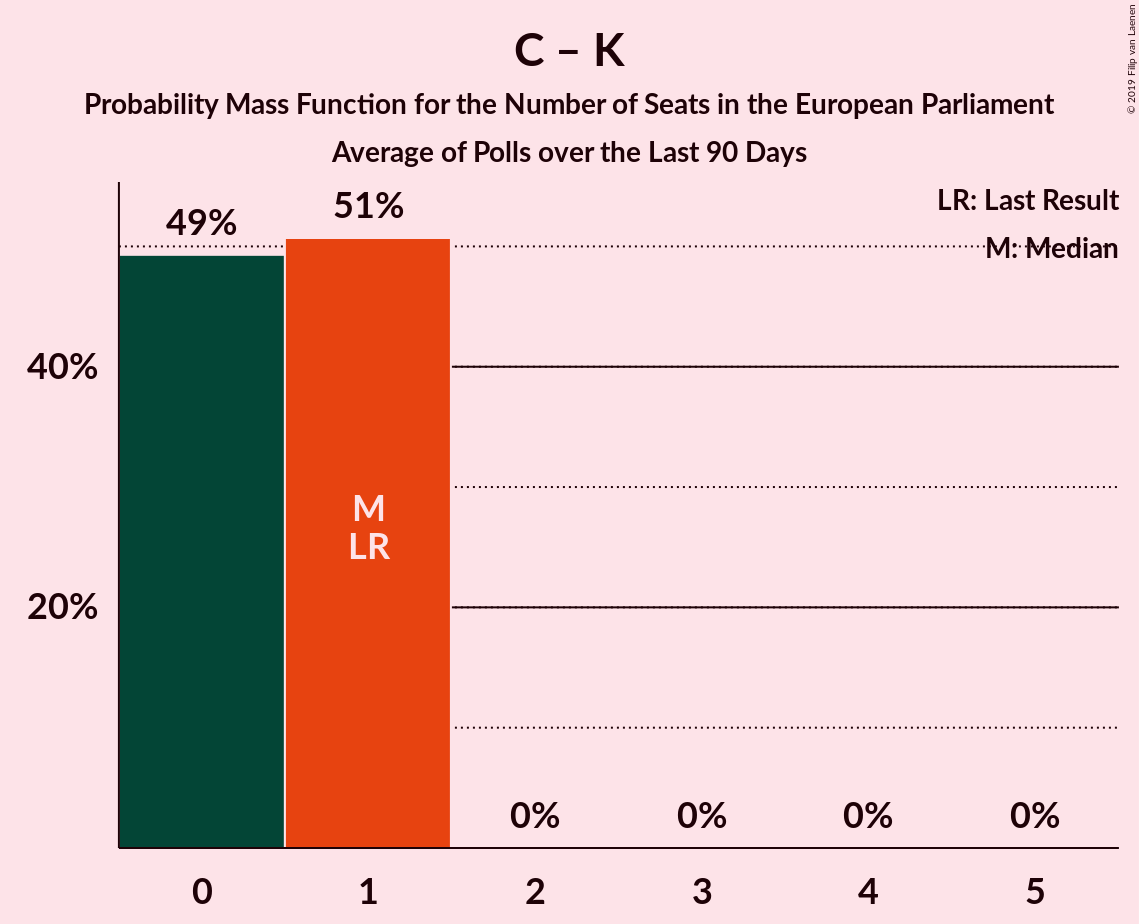 C – K
Probability Mass Function for the Number of Seats in the European Parliament
Average of Polls over the Last 90 Days
© 2019 Filip van Laenen
LR: Last Result
M: Median
49%
51%
40%
20%
M
LR
0%
0%
0%
0%
0
1
2
3
4
5